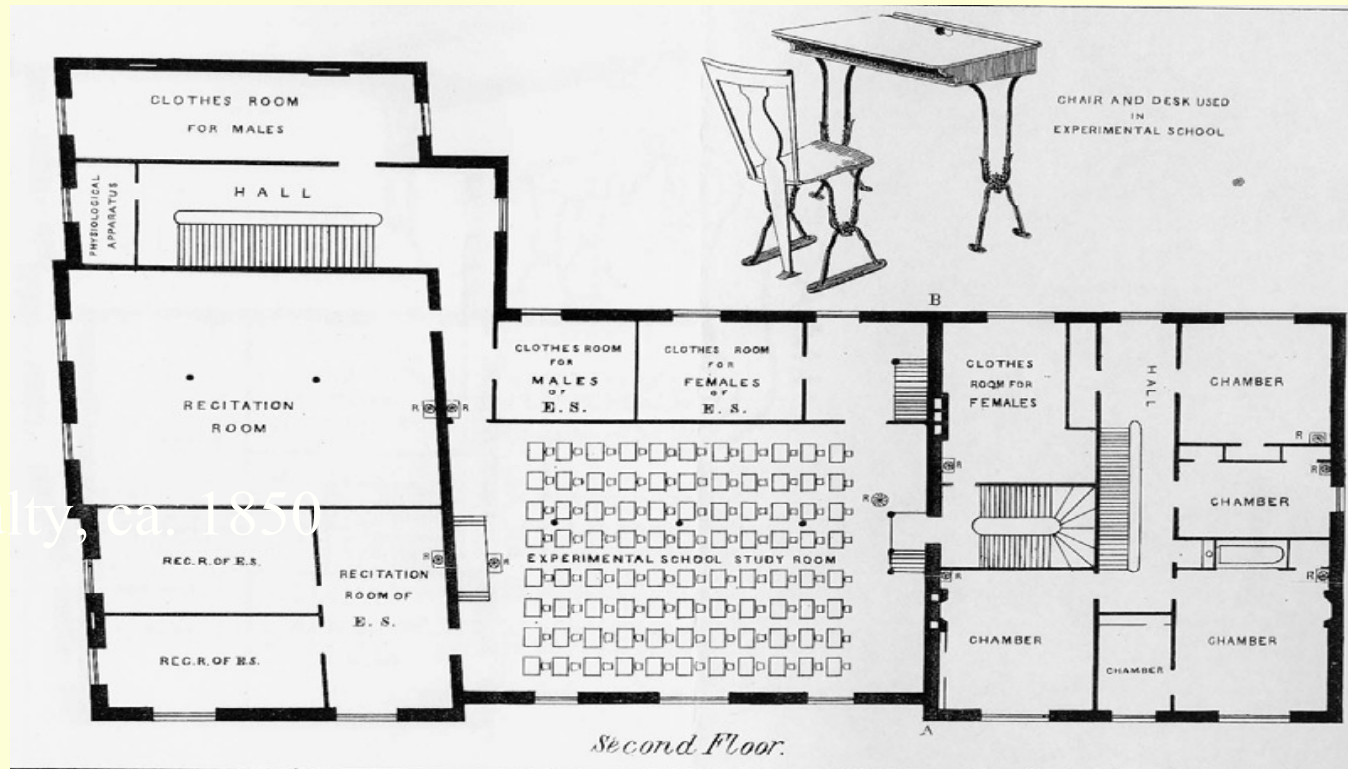 CLOTHES ROOM
FOR MALES
CHAIR AND DESK USED
IN
EXPERIMENTAL SCHOOL
PHYSIOLOGICAL
APPARATUS
HALL
B
CLOTHES ROOM
FOR
MALES
OF
E. S.
CLOTHES ROOM
FOR
FEMALES
OF
E. S.
CLOTHES
ROOM FOR
FEMALES
HALL
CHAMBER
RECITATION
ROOM
R
R
R
R
R
R
CHAMBER
lty, ca. 1850
REC. R. OF E.S.
RECITATION
ROOM OF
E. S.
R
R
EXPERIMENTAL SCHOOL STUDY ROOM
R
R
REC. R. OF E.S.
CHAMBER
CHAMBER
CHAMBER
A
Second Floor.